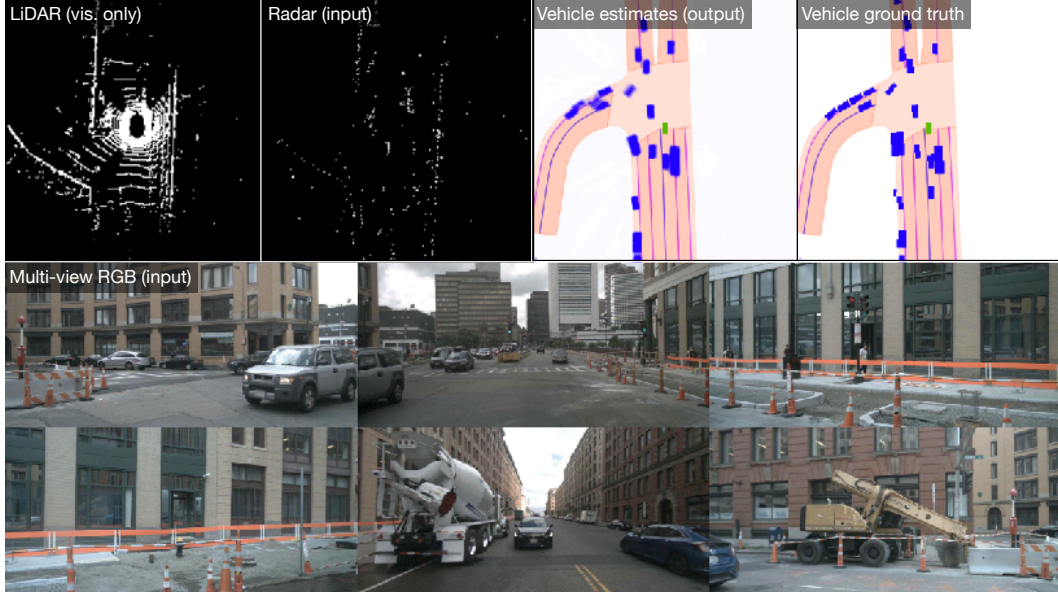 LiDAR (vis. only)
Radar (input)
Vehicle estimates (output)
Vehicle ground truth
Multi-view RGB (input)